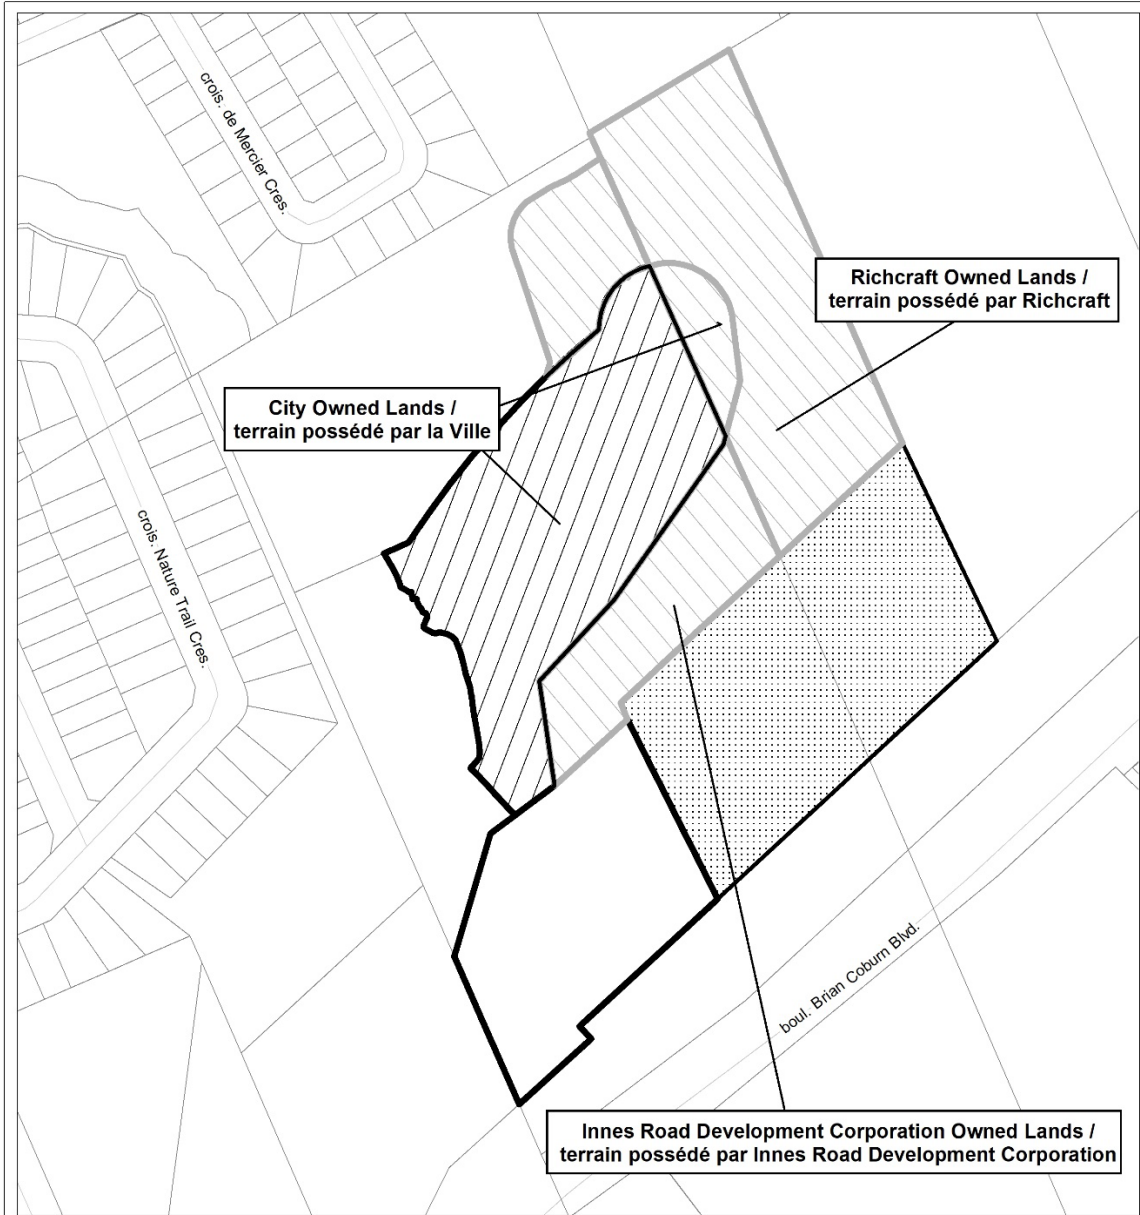 crois. de Mercier Cres.
Richcraft Owned Lands /
terrain possédé par Richcraft
City Owned Lands /
terrain possédé par la Ville
crois. Nature Trail Cres.
boul. Brian Coburn Blvd.
Innes Road Development Corporation Owned Lands /
terrain possédé par Innes Road Development Corporation